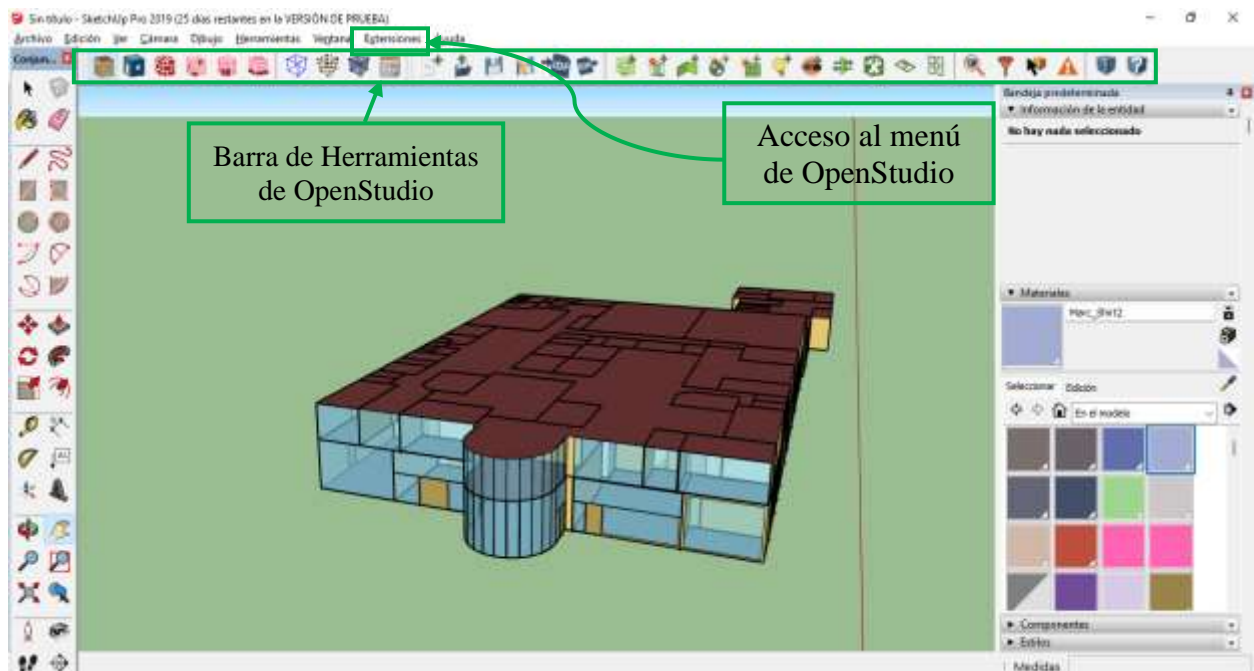 Sin título - SketchUp Pro 2019 (25 días restantes en la VERSIÓN DE PRUEBA)
Archivo Edición Ver Cámara Dibujo Herramientas Ventana Extensiones Ayuda
Conjun...
Bandeja predeterminada
Información de la entidad
No hay nada seleccionado
Barra de Herramientas
de OpenStudio
Acceso al menú
de OpenStudio
Materiales
Seleccionar Edición
En el modelo
Componentes
Estilos
Medidas